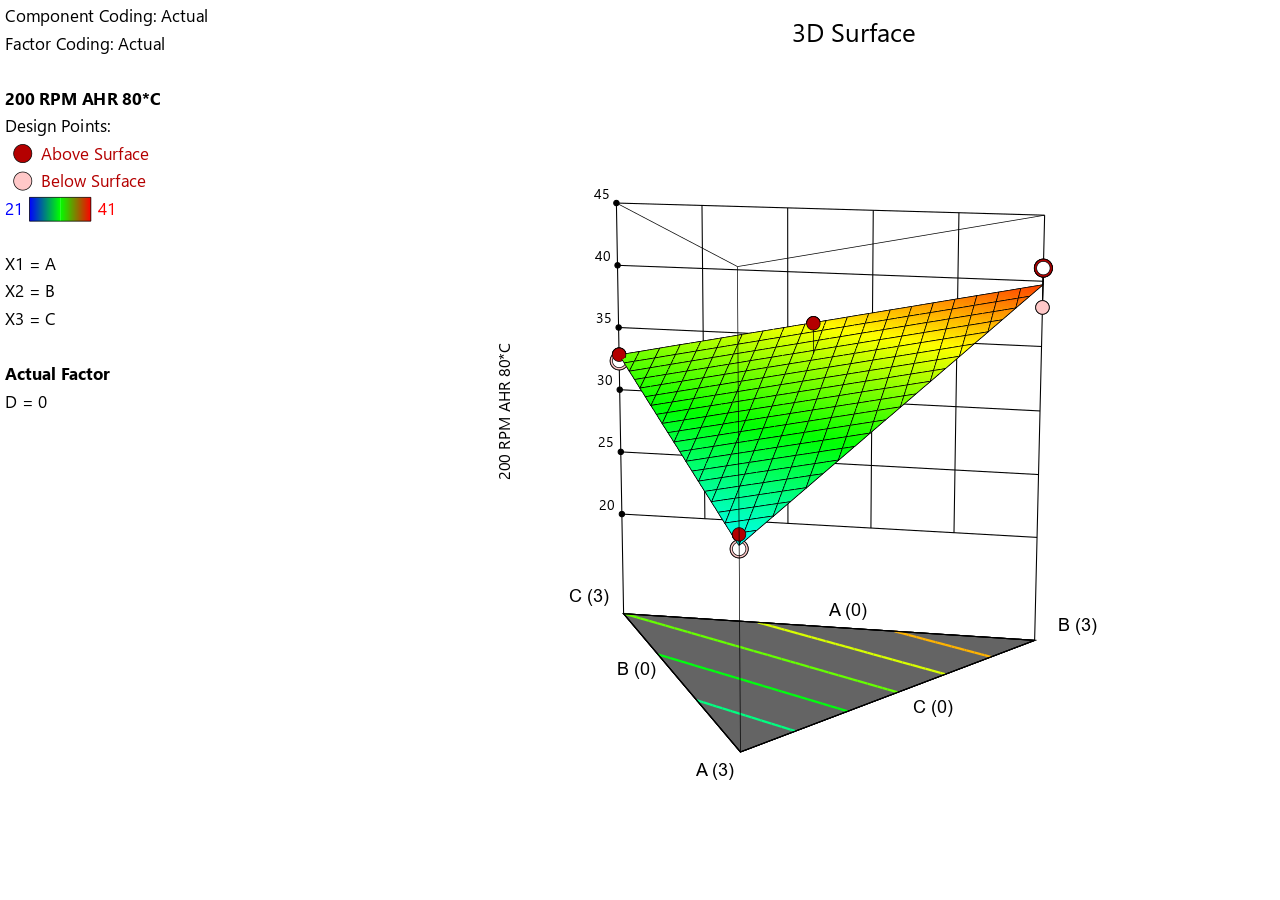 Component Coding: Actual
Factor Coding: Actual
200 RPM AHR 80*C
Design Points:
Above Surface
Below Surface
21 41
X1 = A
X2 = B
X3 = C
Actual Factor
D = 0
3D Surface
45
40
35
30
25
20
200 RPM AHR 80*C
C (3)
A (0)
B (3)
B (0)
C (0)
A (3)